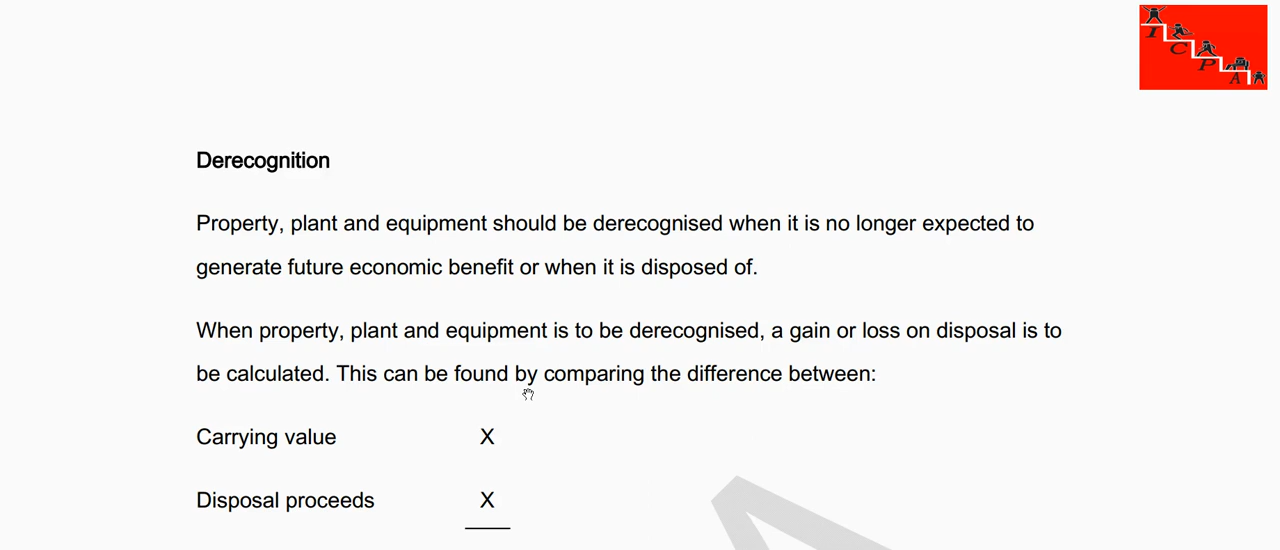 I
C
P
A
Derecognition
Property, plant and equipment should be derecognised when it is no longer expected to
generate future economic benefit or when it is disposed of.
When property, plant and equipment is to be derecognised, a gain or loss on disposal is to
be calculated. This can be found by comparing the difference between:
Carrying value X
Disposal proceeds X